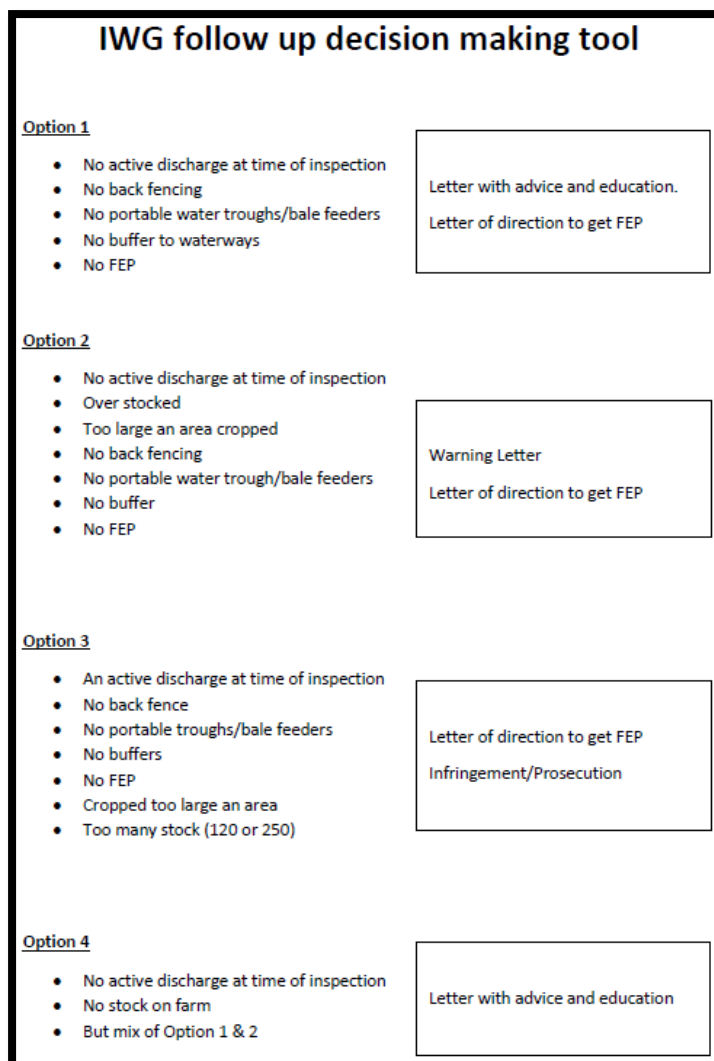 IWG follow up decision making tool
Option 1
• No active discharge at time of inspection
• No back fencing
• No portable water troughs/bale feeders
• No buffer to waterways
• No FEP
Letter with advice and education.
Letter of direction to get FEP
Option 2
• No active discharge at time of inspection
• Over stocked
• Too large an area cropped
• No back fencing
• No portable water trough/bale feeders
• No buffer
• No FEP
Warning Letter
Letter of direction to get FEP
Option 3
• An active discharge at time of inspection
• No back fence
• No portable troughs/bale feeders
• No buffers
• No FEP
• Cropped too large an area
• Too many stock (120 or 250)
Letter of direction to get FEP
Infringement/Prosecution
Option 4
• No active discharge at time of inspection
• No stock on farm
• But mix of Option 1 & 2
Letter with advice and education